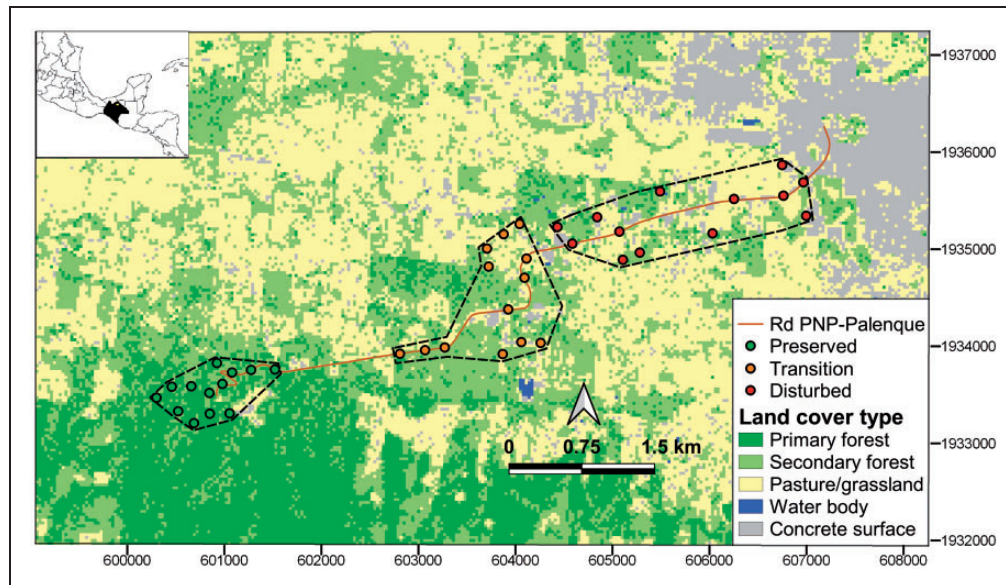 1937000
1936000
1935000
1934000
1933000
1932000
Rd PNP-Palenque
Preserved
Transition
Disturbed
Land cover type
Primary forest
Secondary forest
Pasture/grassland
Water body
Concrete surface
0 0.75 1.5 km
600000 601000 602000 603000 604000 605000 606000 607000 608000